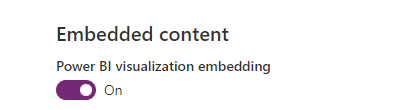 Embedded content
Power BI visualization embedding
On